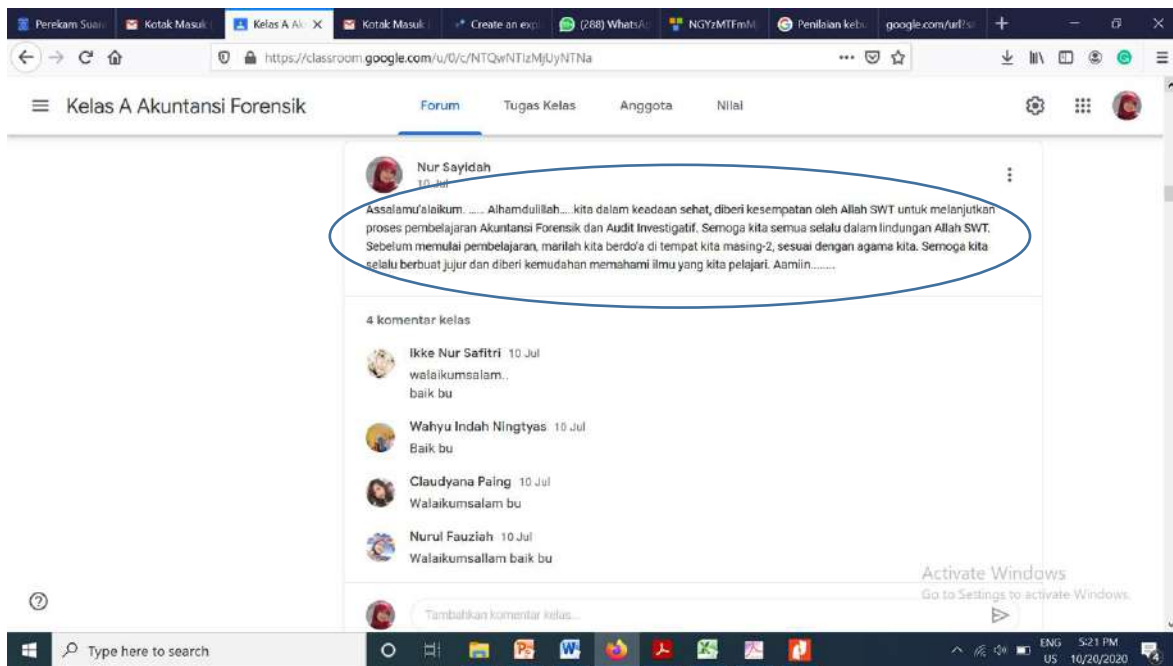 Perekam Suara
Kotak Masuk
Kelas A Ak
Kotak Masuk
Create an exp
(288) WhatsA
NGYzMTFmM
Penilaian keb
google.com/url?s
https://classroom.google.com/u/0/c/NTQwNTIzMjUyNTNa
Kelas A Akuntansi Forensik
Forum
Tugas Kelas
Anggota
Nilai
Nur Sayidah
10 Jul
Assalamu'alaikum. ...... Alhamdulillah.....kita dalam keadaan sehat, diberi kesempatan oleh Allah SWT untuk melanjutkan
proses pembelajaran Akuntansi Forensik dan Audit Investigatif. Semoga kita semua selalu dalam lindungan Allah SWT.
Sebelum memulai pembelajaran, marilah kita berdo'a di tempat kita masing-2, sesuai dengan agama kita. Semoga kita
selalu berbuat jujur dan diberi kemudahan memahami ilmu yang kita pelajari. Aamiin........
4 komentar kelas
Ikke Nur Safitri 10 Jul
walaikumsalam..
baik bu
Wahyu Indah Ningtyas 10 Jul
Baik bu
Claudyana Paing 10 Jul
Walaikumsalam bu
Nurul Fauziah 10 Jul
Walaikumsallam baik bu
Tambahkan komentar kelas...
Activate Windows
Go to Settings to activate Windows.
Type here to search
ENG
US
5:21 PM
10/20/2020